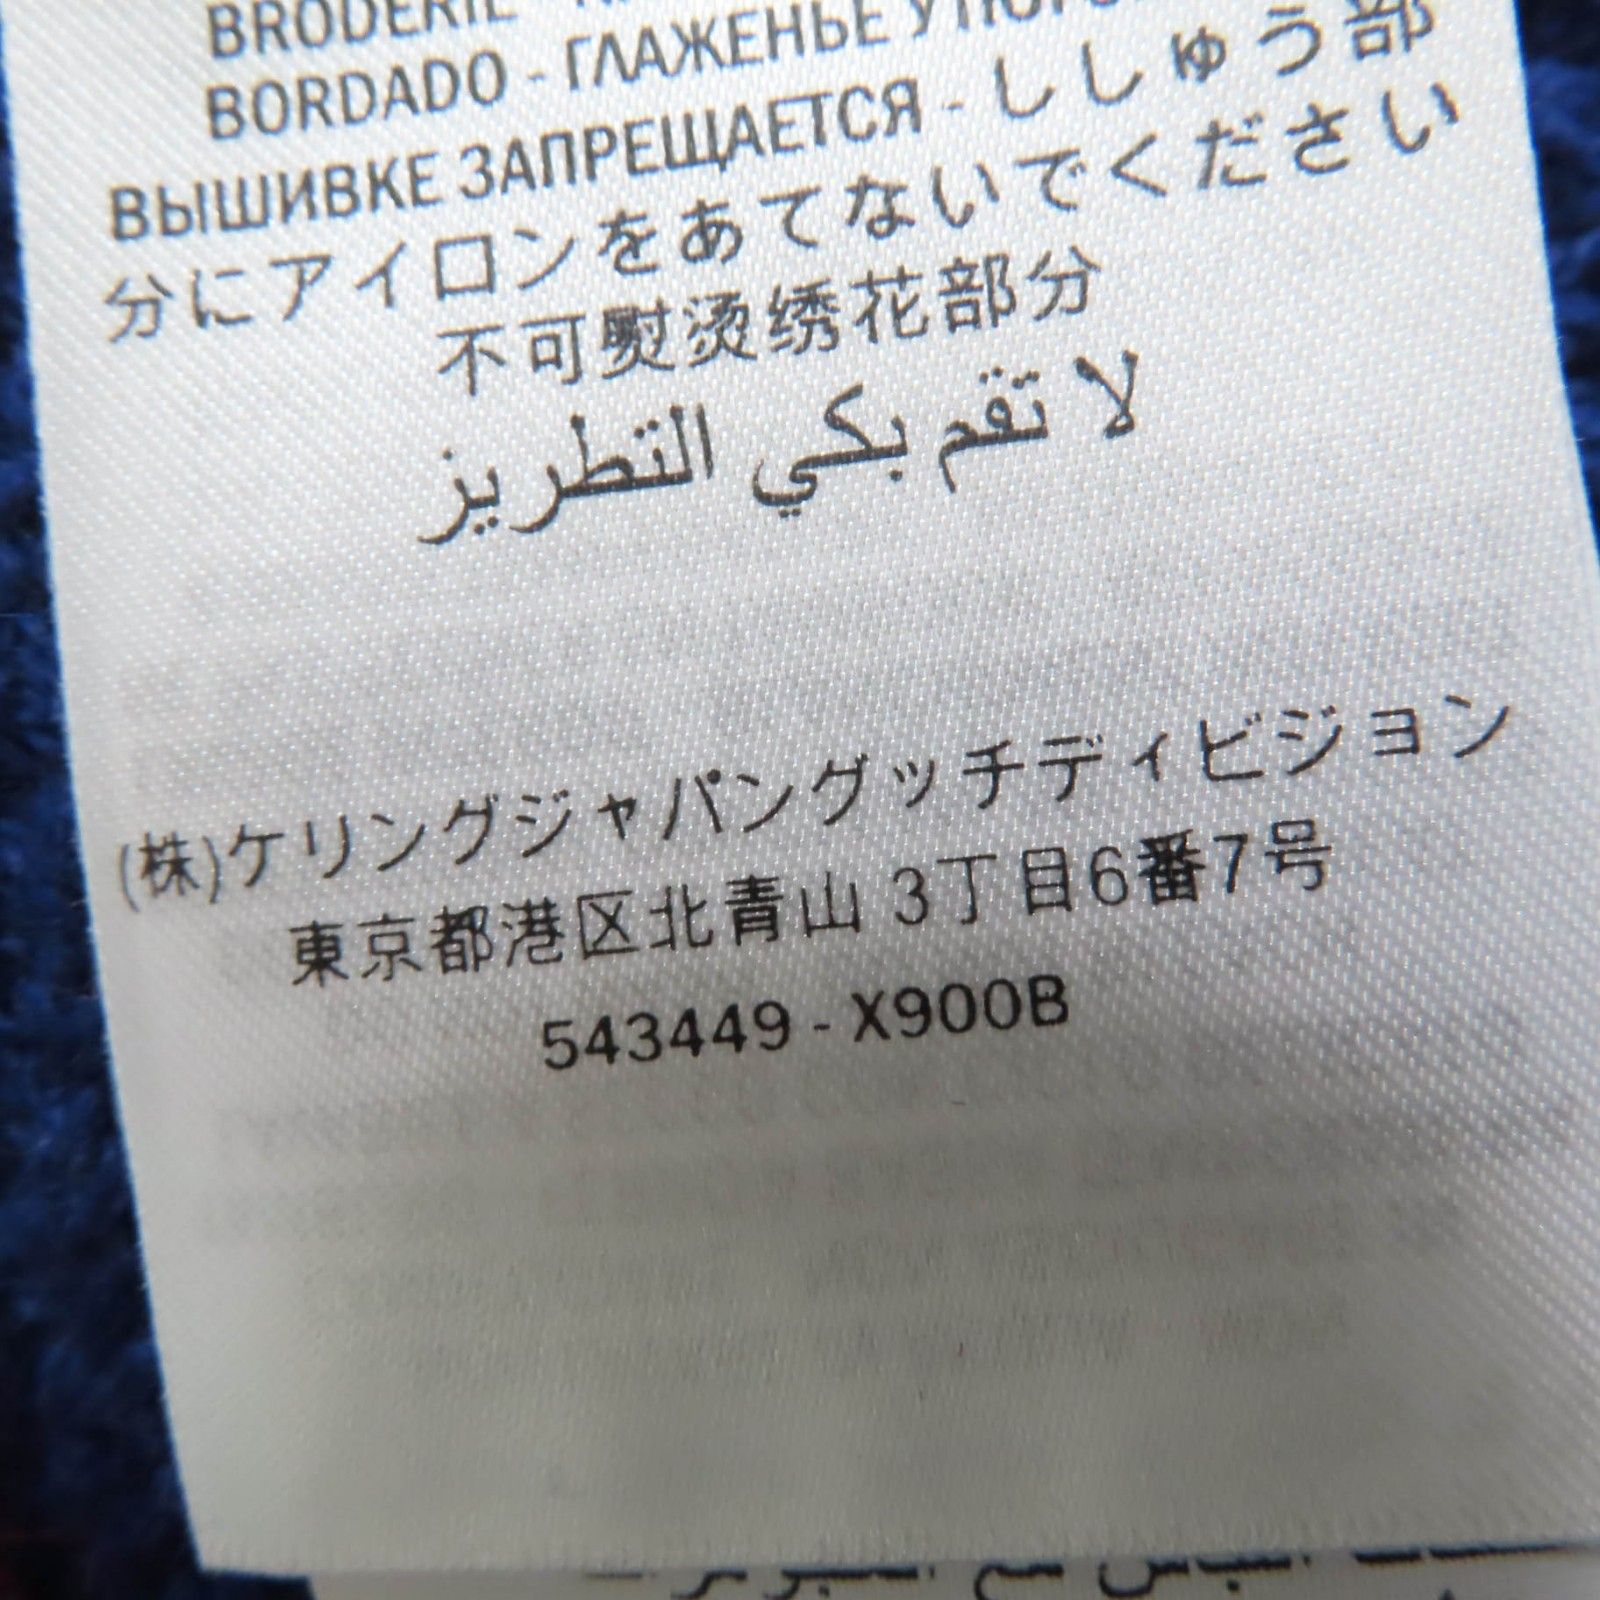 BRODERIE -
BORDADO - ГЛАЖЕНЬЕ
ВЫШИВКЕ ЗАПРЕЩАЕТСЯ - ししゅう部
分にアイロンをあてないでください
不可熨烫绣花部分
لا تقم بكي التطريز
(株)ケリングジャパングッチディビジョン
東京都港区北青山 3丁目6番7号
543449 - X900B